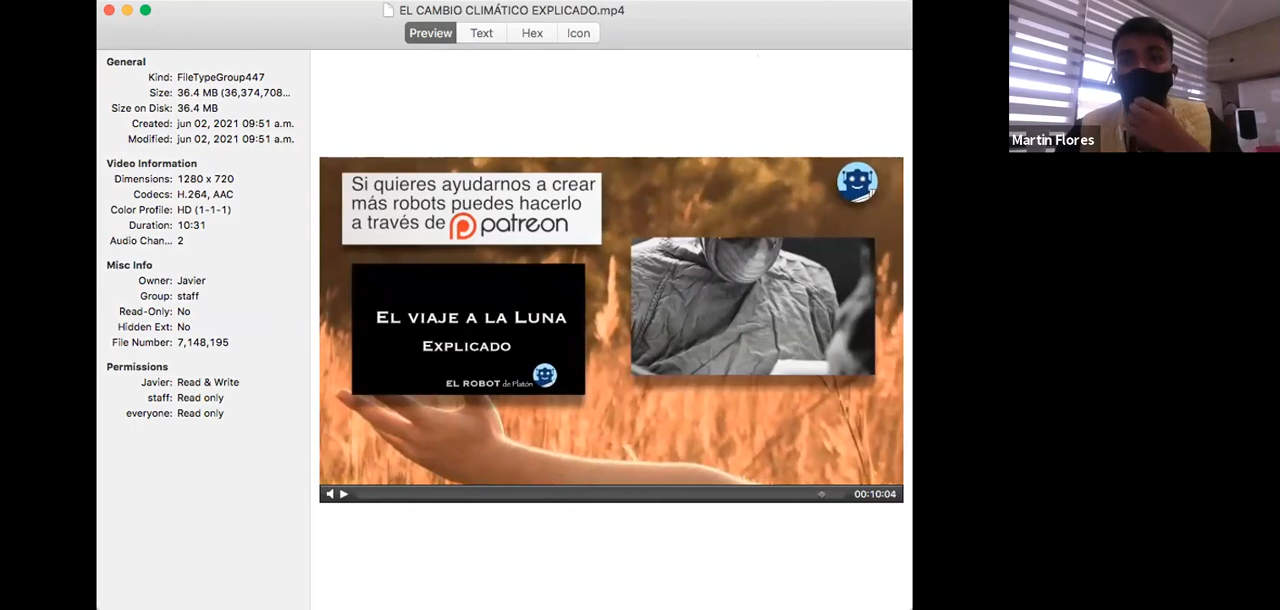 EL CAMBIO CLIMÁTICO EXPLICADO.mp4
Preview Text Hex Icon
General
Kind: FileTypeGroup447
Size: 36.4 MB (36,374,708...
Size on Disk: 36.4 MB
Created: jun 02, 2021 09:51 a.m.
Modified: jun 02, 2021 09:51 a.m.
Video Information
Dimensions: 1280 x 720
Codecs: H.264, AAC
Color Profile: HD (1-1-1)
Duration: 10:31
Audio Chan... 2
Misc Info
Owner: Javier
Group: staff
Read-Only: No
Hidden Ext: No
File Number: 7,148,195
Permissions
Javier: Read & Write
staff: Read only
everyone: Read only
Si quieres ayudarnos a crear
más robots puedes hacerlo
a través de patreon
EL VIAJE A LA LUNA
EXPLICADO
EL ROBOT de Platón
00:10:04
Martin Flores